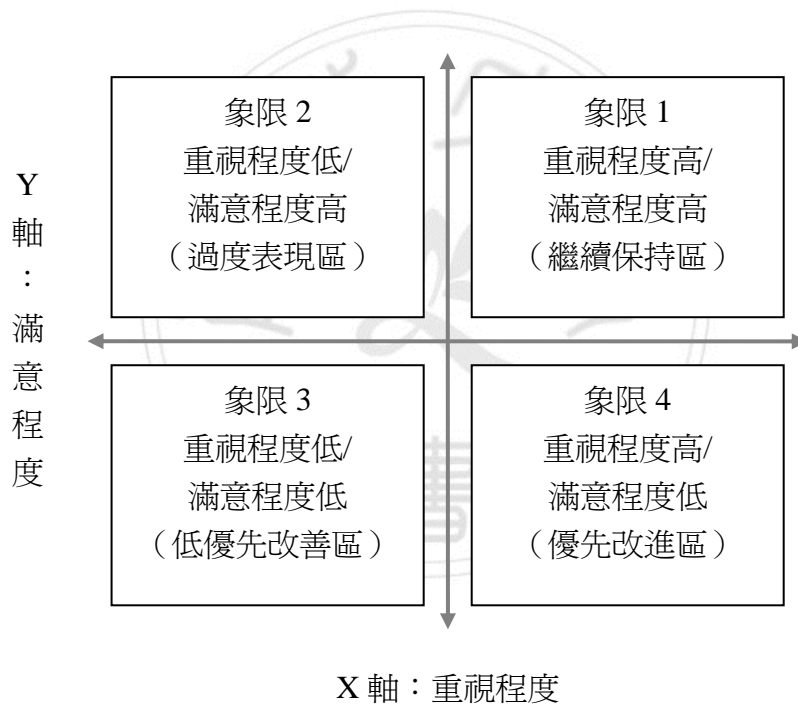 象限 2
重視程度低/
滿意程度高
（過度表現區）
象限 1
重視程度高/
滿意程度高
（繼續保持區）
Y
軸
：
滿
意
程
度
象限 3
重視程度低/
滿意程度低
（低優先改善區）
象限 4
重視程度高/
滿意程度低
（優先改進區）
X 軸：重視程度